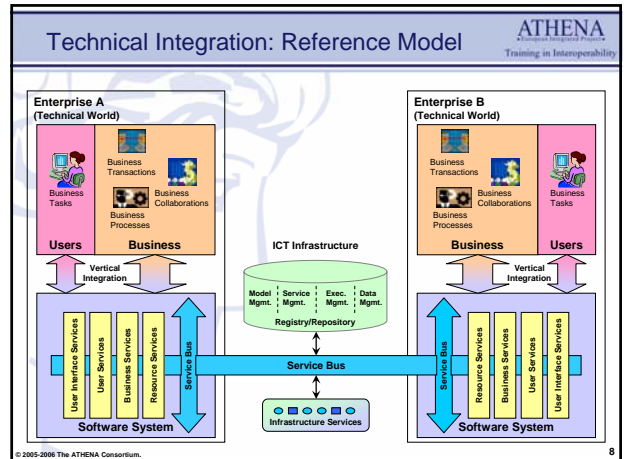 Technical Integration: Reference Model
ATHENA
European Integrated Project
Training in Interoperability
Enterprise A
(Technical World)
Business
Tasks
Users
Business
Transactions
Business
Collaborations
Business
Processes
Business
Vertical
Integration
User Interface Services
User Services
Business Services
Resource Services
Service Bus
Software System
ICT Infrastructure
Model
Mgmt.
Service
Mgmt.
Exec.
Mgmt.
Data
Mgmt.
Registry/Repository
Service Bus
Infrastructure Services
Enterprise B
(Technical World)
Business
Transactions
Business
Collaborations
Business
Processes
Business
Business
Tasks
Users
Vertical
Integration
Service Bus
Resource Services
Business Services
User Services
User Interface Services
Software System
© 2005-2006 The ATHENA Consortium.
8